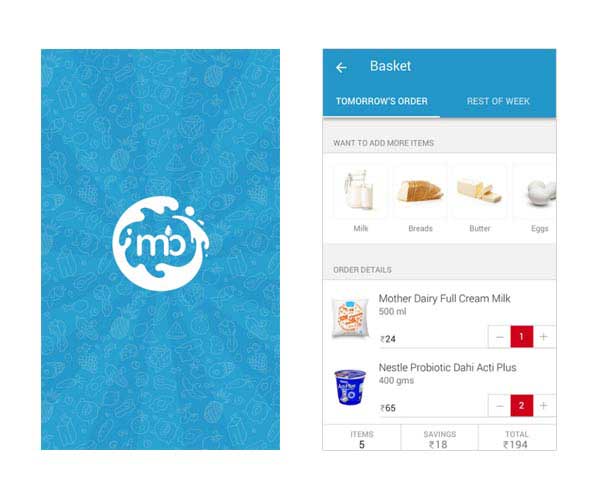 mb
Basket
TOMORROW'S ORDER
REST OF WEEK
WANT TO ADD MORE ITEMS
Milk
Breads
Butter
Eggs
ORDER DETAILS
Mother Dairy Full Cream Milk
500 ml
₹24
− 1 +
Nestle Probiotic Dahi Acti Plus
400 gms
₹65
− 2 +
ITEMS
SAVINGS
TOTAL
5
₹18
₹194